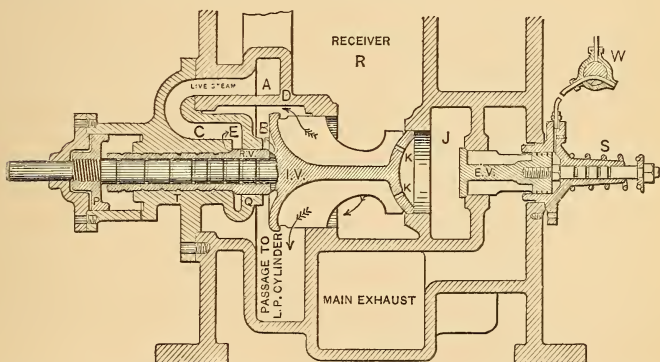 RECEIVER
R
W
LIVE STEAM
A
D
J
S
C
E
B
R.V.
I.V.
K
K
E.V.
P
T
Q
PASSAGE TO
L.P. CYLINDER
MAIN EXHAUST